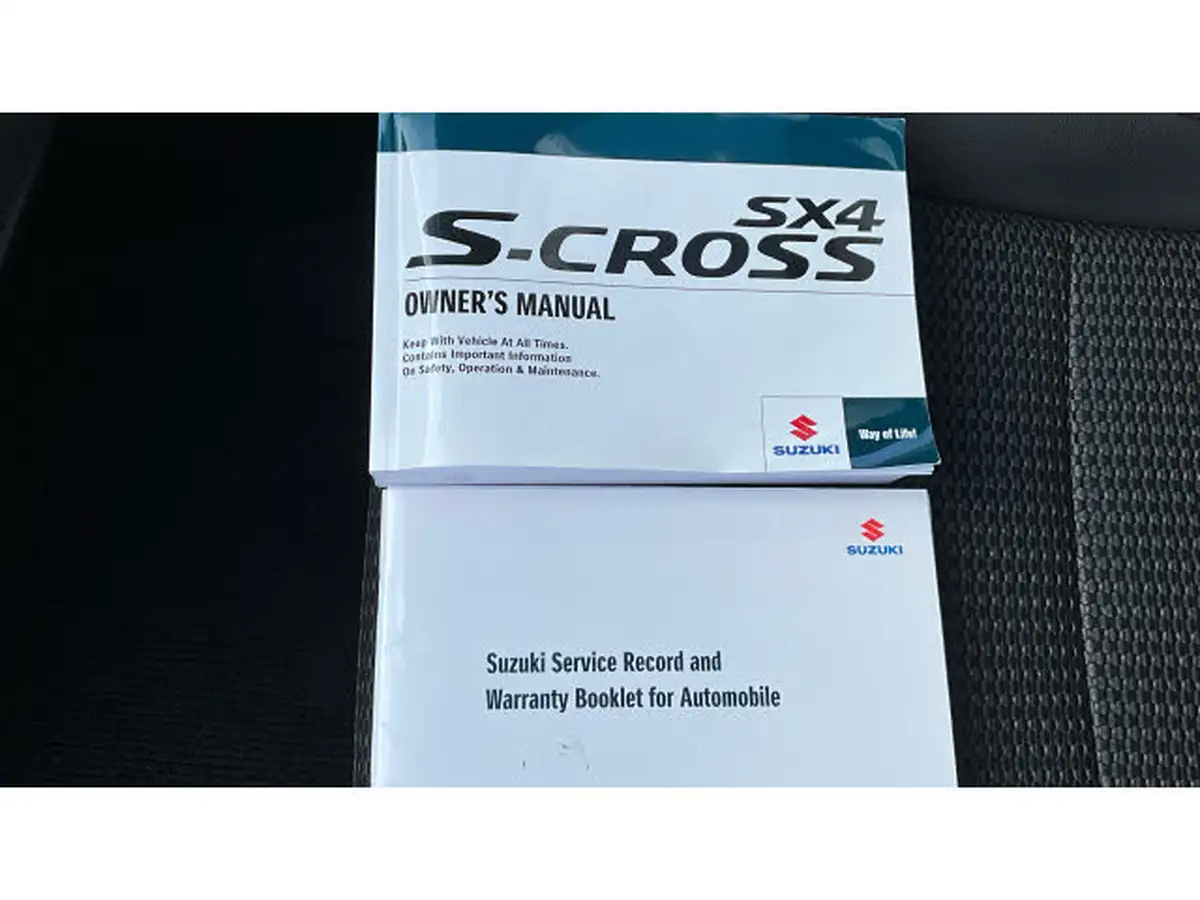 SX4
S-CROSS
OWNER'S MANUAL
Keep With Vehicle At All Times.
Contains Important Information
On Safety, Operation & Maintenance.
SUZUKI
Way of Life!
SUZUKI
Suzuki Service Record and
Warranty Booklet for Automobile